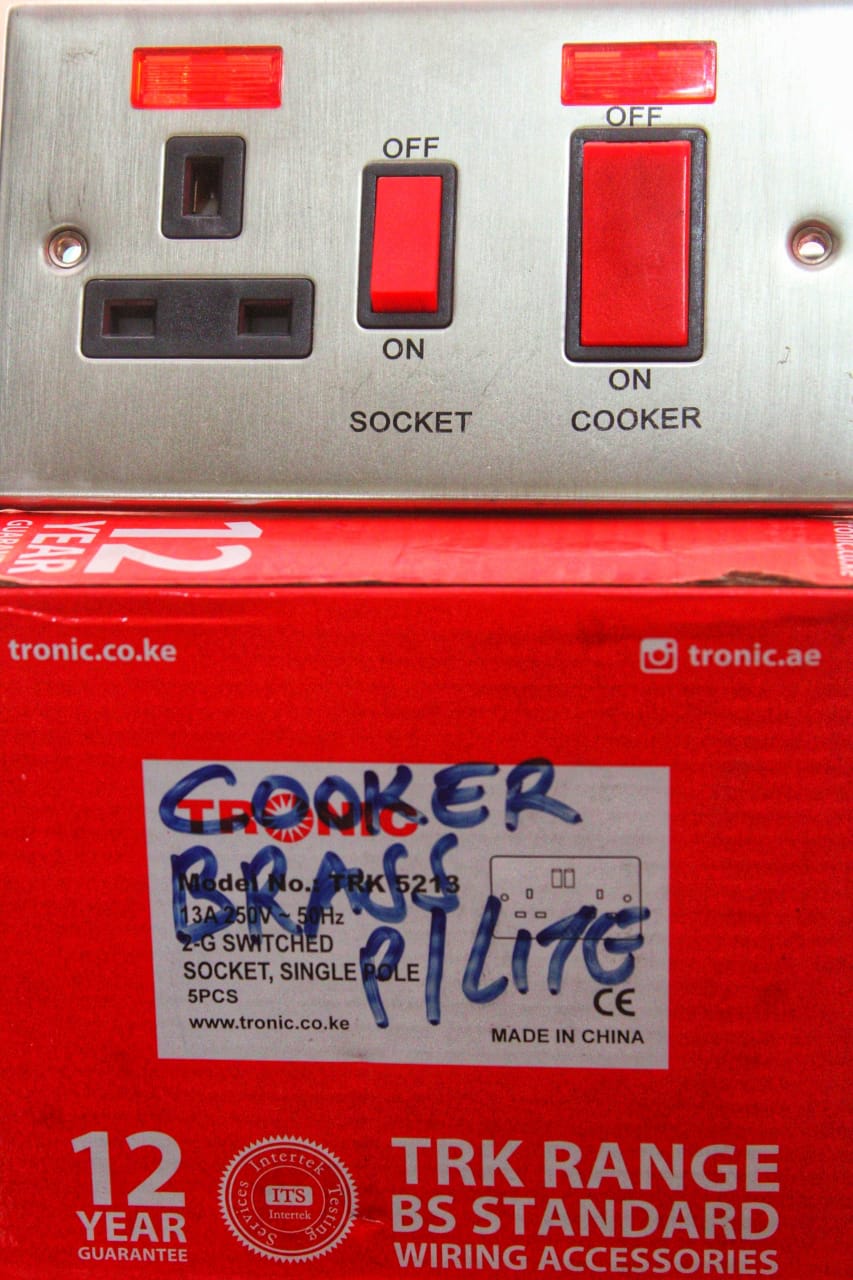 OFF
OFF
ON
ON
SOCKET
COOKER
12
YEAR
GUARAN
tronic.co.ke
tronic.ae
COOKER
TRONIC
BRASS
Model No.: TRK 5213
13A 250V ~ 50Hz
2-G SWITCHED
P/LITE
SOCKET, SINGLE POLE
5PCS
CE
www.tronic.co.ke
MADE IN CHINA
12
YEAR
GUARANTEE
Intertek
Testing
Services
ITS
Intertek
TRK RANGE
BS STANDARD
WIRING ACCESSORIES